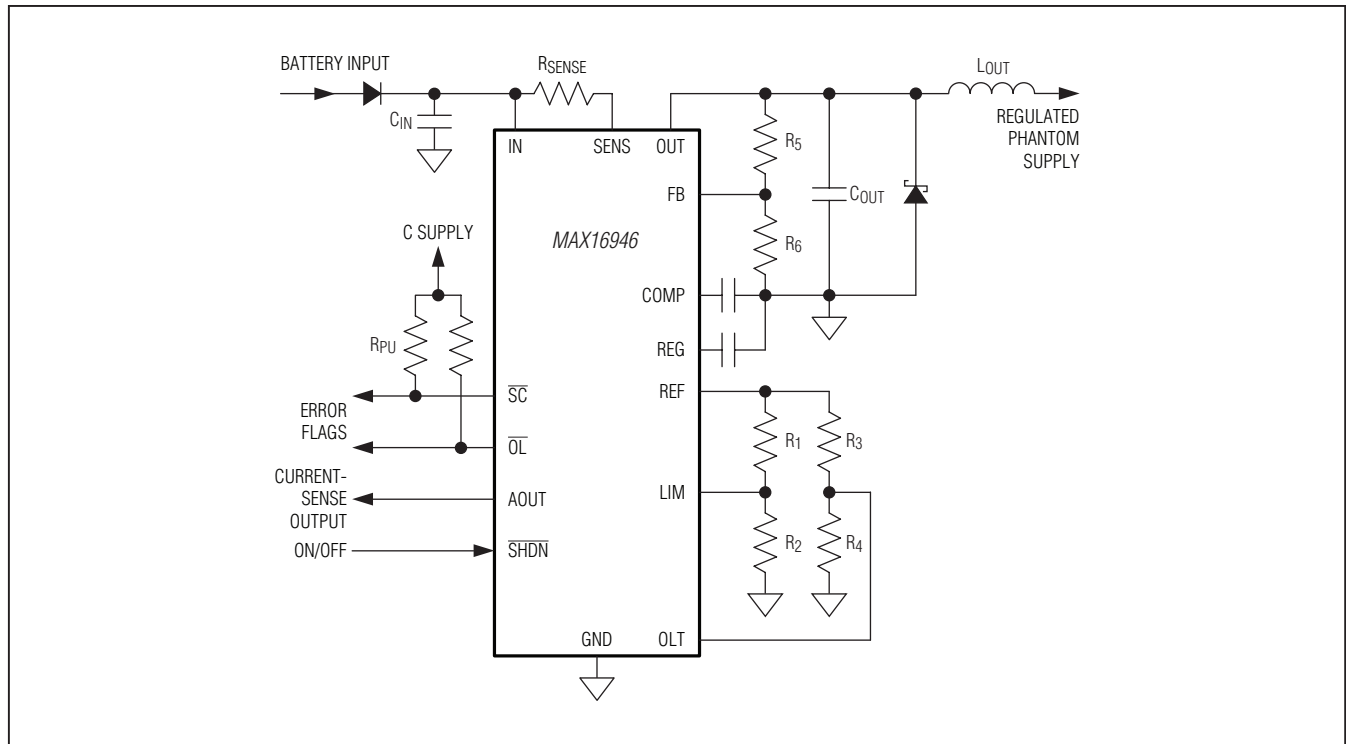 BATTERY INPUT
RSENSE
LOUT
CIN
REGULATED
PHANTOM
SUPPLY
IN
SENS
OUT
R5
FB
COUT
C SUPPLY
MAX16946
R6
COMP
RPU
REG
SC
REF
ERROR
FLAGS
R1
R3
OL
CURRENT-
SENSE
OUTPUT
AOUT
LIM
R2
R4
ON/OFF
SHDN
GND
OLT